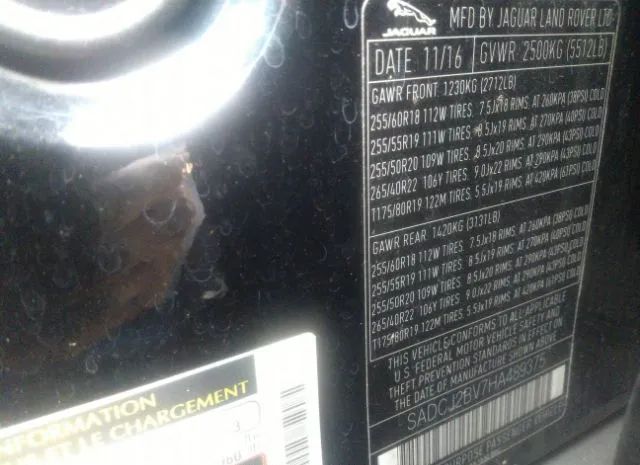 JAGUAR
MFD BY JAGUAR LAND ROVER LTD
DATE 11/16
GVWR 2500KG (5512LB)
GAWR FRONT 1230KG (2712LB)
255/60R18 112W TIRES. 7.5Jx18 RIMS. AT 260KPA (38PSI) COLD
255/55R19 111W TIRES. 8.5Jx19 RIMS. AT 270KPA (40PSI) COLD
255/50R20 109W TIRES. 8.5Jx20 RIMS. AT 290KPA (43PSI) COLD
265/40R22 106Y TIRES. 9.0Jx22 RIMS. AT 290KPA (43PSI) COLD
T175/80R19 122M TIRES. 5.5Jx19 RIMS. AT 420KPA (61PSI) COLD
GAWR REAR 1420KG (3131LB)
255/60R18 112W TIRES. 7.5Jx18 RIMS. AT 260KPA (38PSI) COLD
255/55R19 111W TIRES. 8.5Jx19 RIMS. AT 270KPA (40PSI) COLD
255/50R20 109W TIRES. 8.5Jx20 RIMS. AT 290KPA (43PSI) COLD
265/40R22 106Y TIRES. 9.0Jx22 RIMS. AT 290KPA (43PSI) COLD
T175/80R19 122M TIRES. 5.5Jx19 RIMS. AT 420KPA (61PSI) COLD
THIS VEHICLE CONFORMS TO ALL APPLICABLE
U.S. FEDERAL MOTOR VEHICLE SAFETY AND
THEFT PREVENTION STANDARDS IN EFFECT ON
THE DATE OF MANUFACTURE SHOWN ABOVE.
SADCJ2BV7HA489375
PURPOSE PASSENGER VEHICLE
ORMATION
ET LE CHARGEMENT
3